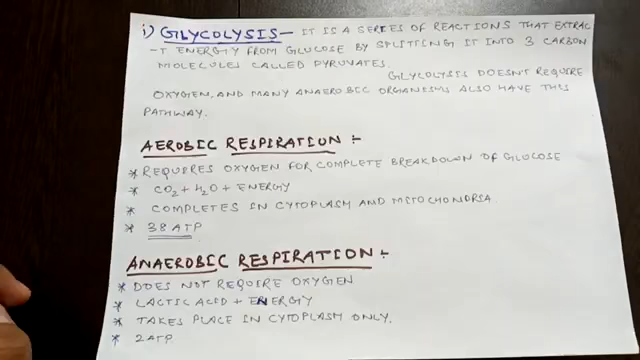 i) GLYCOLYSIS - IT IS A SERIES OF REACTIONS THAT EXTRAC
-T ENERGY FROM GLUCOSE BY SPLITING IT INTO 3 CARBON
MOLECULES CALLED PYRUVATES.
GLYCOLYSIS DOESN'T REQUIRE
OXYGEN, AND MANY ANAEROBIC ORGANISMS ALSO HAVE THIS
PATHWAY.
AEROBIC RESPIRATION :-
* REQUIRES OXYGEN FOR COMPLETE BREAKDOWN OF GLUCOSE
* CO2 + H2O + ENERGY
* COMPLETES IN CYTOPLASM AND MITOCHONDRIA
* 38 ATP
ANAEROBIC RESPIRATION :-
* DOES NOT REQUIRE OXYGEN
* LACTIC ACID + ENERGY
* TAKES PLACE IN CYTOPLASM ONLY.
* 2 ATP